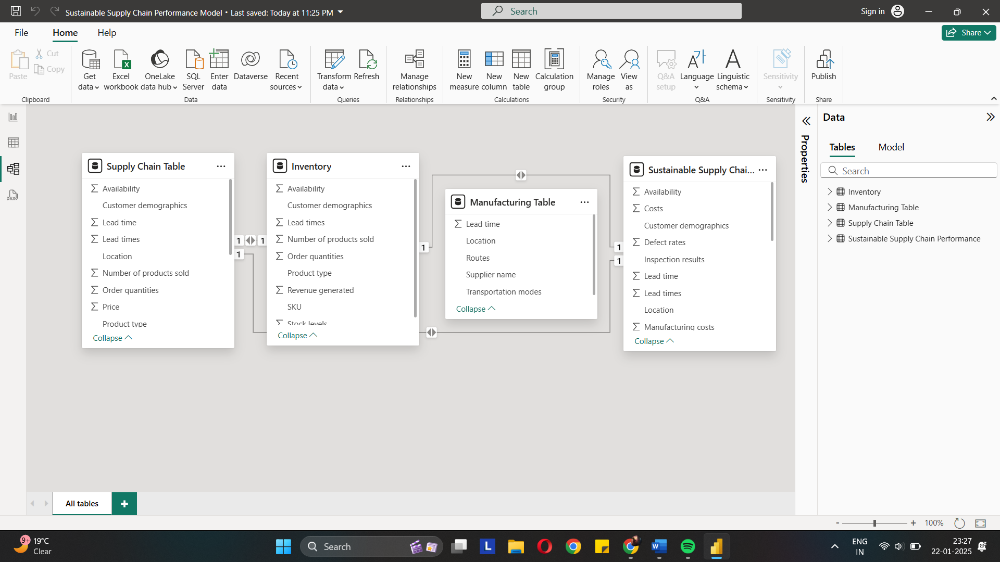 Sustainable Supply Chain Performance Model • Last saved: Today at 11:25 PM
Search
Sign in
File
Home
Help
Share
Paste
Cut
Copy
Clipboard
Get data
Excel workbook
OneLake data hub
SQL Server
Enter data
Dataverse
Recent sources
Data
Transform data
Refresh
Queries
Manage relationships
Relationships
New measure
New column
New table
Calculation group
Calculations
Manage roles
View as
Security
Q&A setup
Language
Linguistic schema
Q&A
Sensitivity
Sensitivity
Publish
Share
DAX
Supply Chain Table
Availability
Customer demographics
Lead time
Lead times
Location
Number of products sold
Order quantities
Price
Product type
Collapse
1
1
1
Inventory
Availability
Customer demographics
Lead times
Number of products sold
Order quantities
Product type
Revenue generated
SKU
Stock levels
Collapse
1
Manufacturing Table
Lead time
Location
Routes
Supplier name
Transportation modes
Collapse
1
1
Sustainable Supply Chai...
Availability
Costs
Customer demographics
Defect rates
Inspection results
Lead time
Lead times
Location
Manufacturing costs
Collapse
Properties
Data
Tables
Model
Search
Inventory
Manufacturing Table
Supply Chain Table
Sustainable Supply Chain Performance
All tables
+
- + 100%
9+
19°C
Clear
Search
L
W
ENG
IN
23:27
22-01-2025